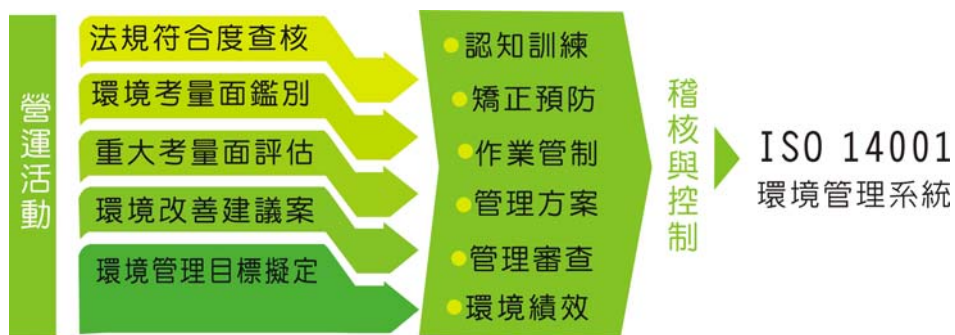 營運活動
法規符合度查核
環境考量面鑑別
重大考量面評估
環境改善建議案
環境管理目標擬定
認知訓練
矯正預防
作業管制
管理方案
管理審查
環境績效
稽核與控制
ISO 14001
環境管理系統